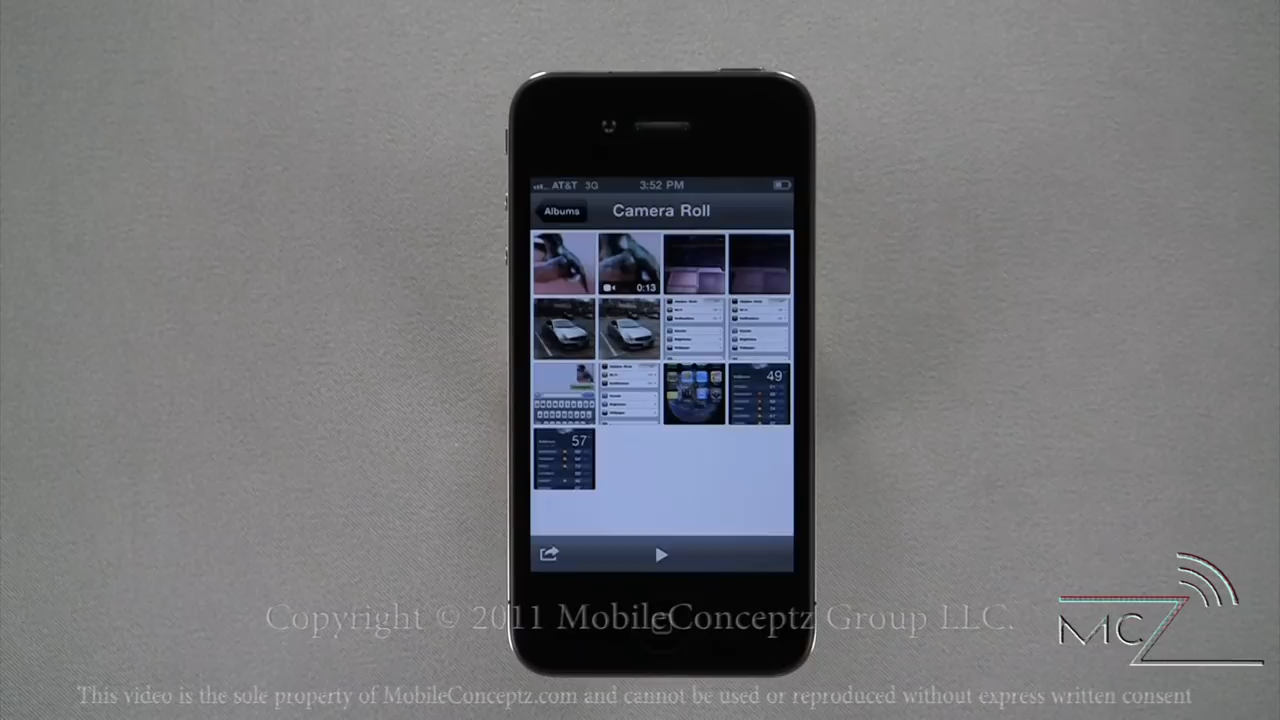 AT&T 3G 3:52 PM
Albums Camera Roll
0:13
49
57
Copyright © 2011 MobileConceptz Group LLC.
MCZ
This video is the sole property of MobileConceptz.com and cannot be used or reproduced without express written consent